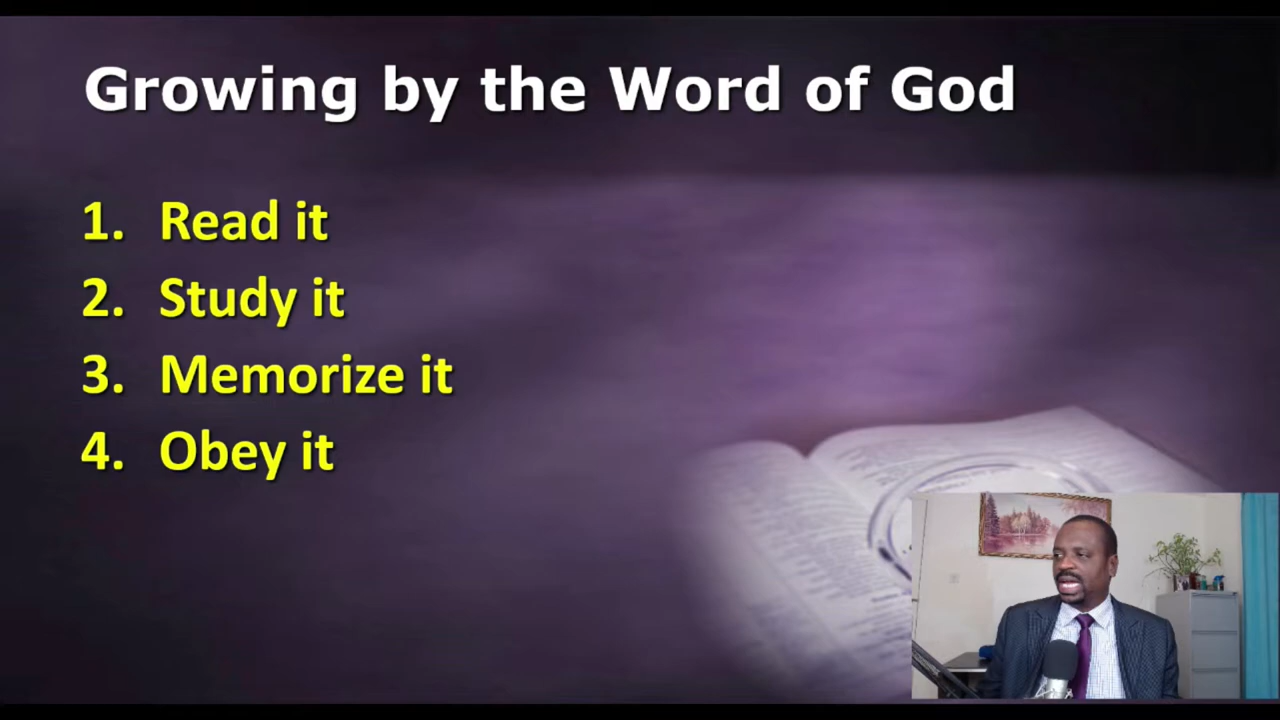 Growing by the Word of God
1. Read it
2. Study it
3. Memorize it
4. Obey it